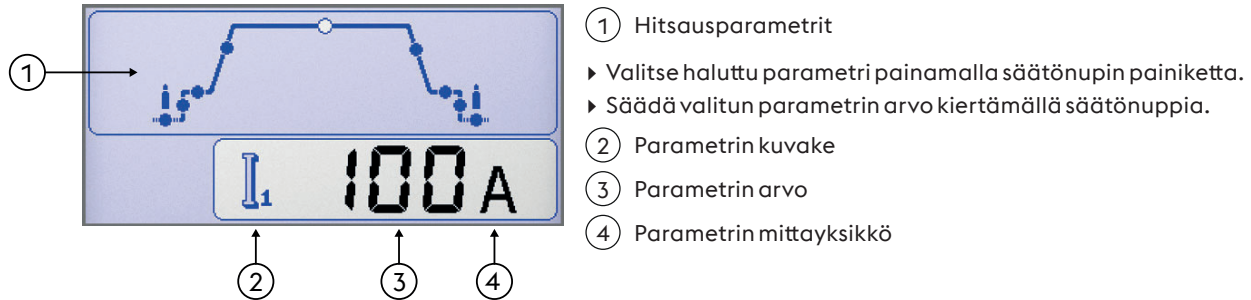 1 Hitsausparametrit
1
▸ Valitse haluttu parametri painamalla säätönupin painiketta.
▸ Säädä valitun parametrin arvo kiertämällä säätönuppia.
2 Parametrin kuvake
I1 100 A
3 Parametrin arvo
4 Parametrin mittayksikkö
2 3 4